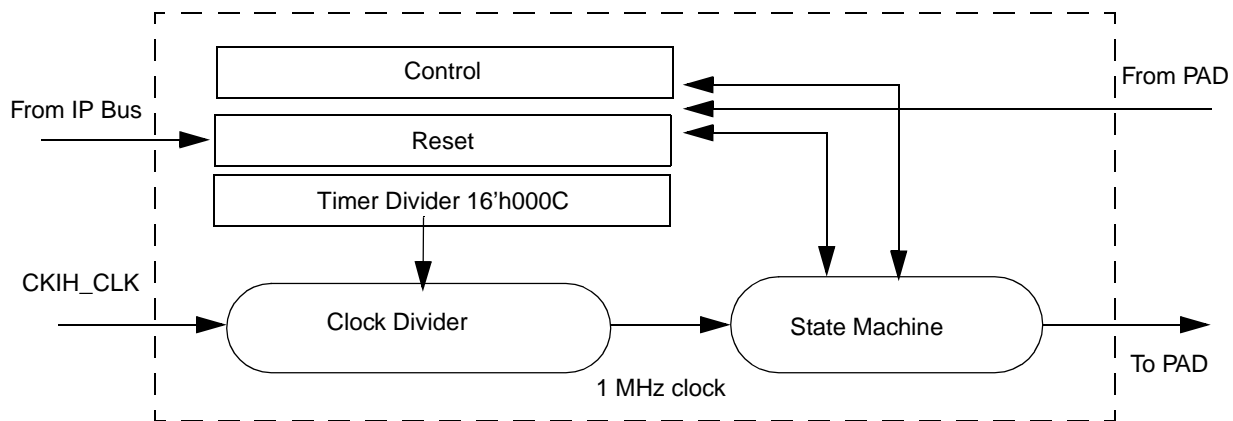 Control
From PAD
From IP Bus
Reset
Timer Divider 16’h000C
CKIH_CLK
Clock Divider
State Machine
To PAD
1 MHz clock